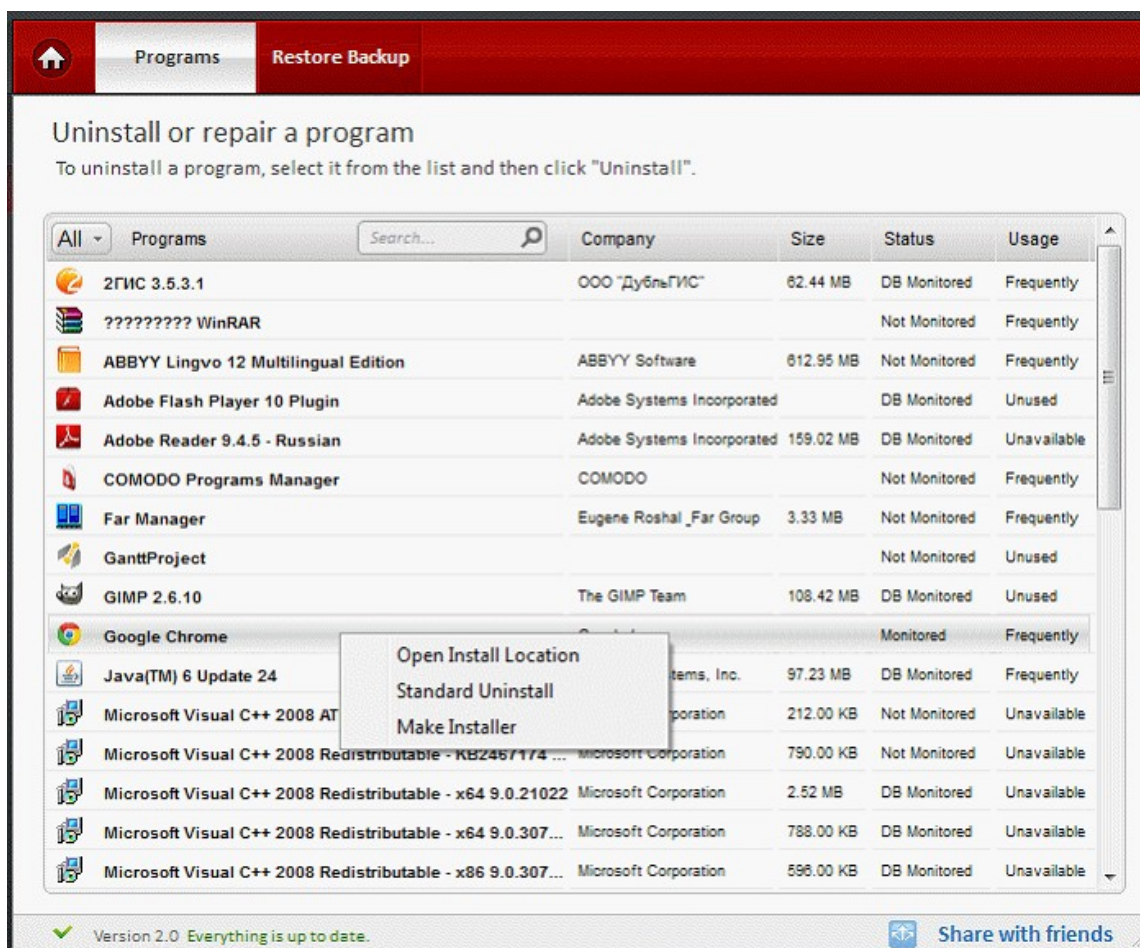 Programs Restore Backup
Uninstall or repair a program
To uninstall a program, select it from the list and then click "Uninstall".
All Programs Search... Company Size Status Usage
2ГИС 3.5.3.1 ООО "ДубльГИС" 62.44 MB DB Monitored Frequently
????????? WinRAR Not Monitored Frequently
ABBYY Lingvo 12 Multilingual Edition ABBYY Software 612.95 MB Not Monitored Frequently
Adobe Flash Player 10 Plugin Adobe Systems Incorporated DB Monitored Unused
Adobe Reader 9.4.5 - Russian Adobe Systems Incorporated 159.02 MB DB Monitored Unavailable
COMODO Programs Manager COMODO Not Monitored Frequently
Far Manager Eugene Roshal _Far Group 3.33 MB Not Monitored Frequently
GanttProject Not Monitored Unused
GIMP 2.6.10 The GIMP Team 108.42 MB DB Monitored Unused
Google Chrome Monitored Frequently
Open Install Location
Java(TM) 6 Update 24 tems, Inc. 97.23 MB DB Monitored Frequently
Standard Uninstall
Microsoft Visual C++ 2008 AT poration 212.00 KB Not Monitored Unavailable
Make Installer
Microsoft Visual C++ 2008 Redistributable - KB2467174 ... Microsoft Corporation 790.00 KB Not Monitored Unavailable
Microsoft Visual C++ 2008 Redistributable - x64 9.0.21022 Microsoft Corporation 2.52 MB DB Monitored Unavailable
Microsoft Visual C++ 2008 Redistributable - x64 9.0.307... Microsoft Corporation 788.00 KB DB Monitored Unavailable
Microsoft Visual C++ 2008 Redistributable - x86 9.0.307... Microsoft Corporation 596.00 KB DB Monitored Unavailable
Version 2.0 Everything is up to date. Share with friends